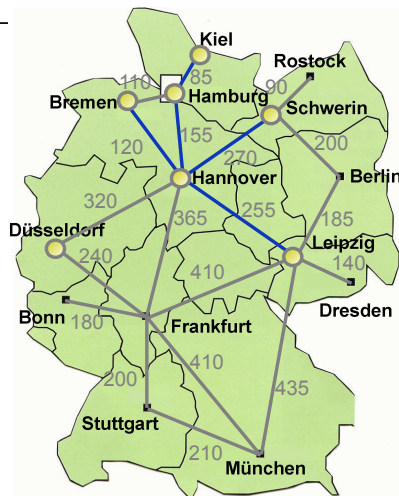 Kiel
Rostock
110
85
90
Bremen
Hamburg
Schwerin
155
120
200
270
Hannover
Berlin
320
185
365
255
Düsseldorf
Leipzig
240
410
140
Dresden
Bonn
180
Frankfurt
410
435
200
Stuttgart
210
München